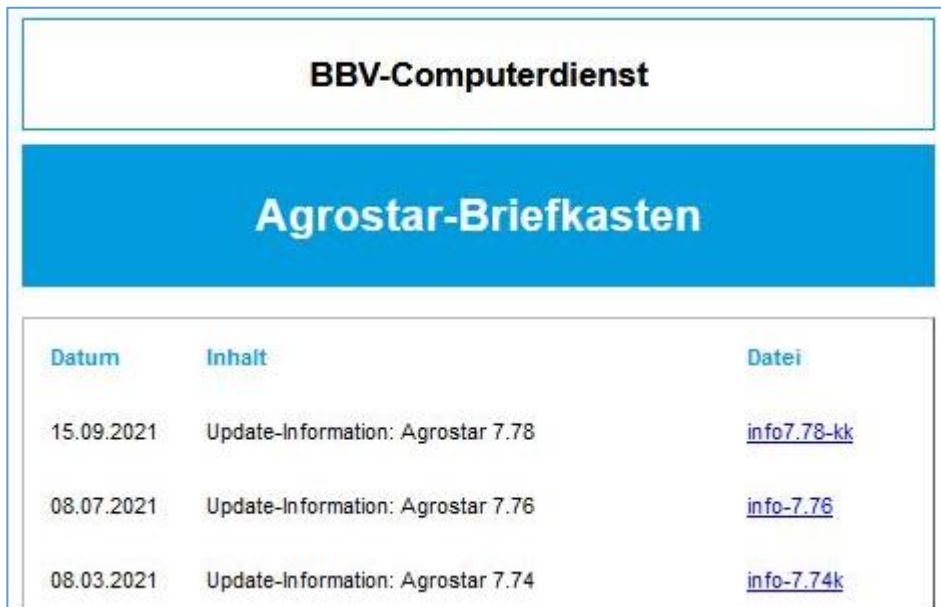 BBV-Computerdienst
Agrostar-Briefkasten
Datum Inhalt Datei
15.09.2021 Update-Information: Agrostar 7.78 info7.78-kk
08.07.2021 Update-Information: Agrostar 7.76 info-7.76
08.03.2021 Update-Information: Agrostar 7.74 info-7.74k